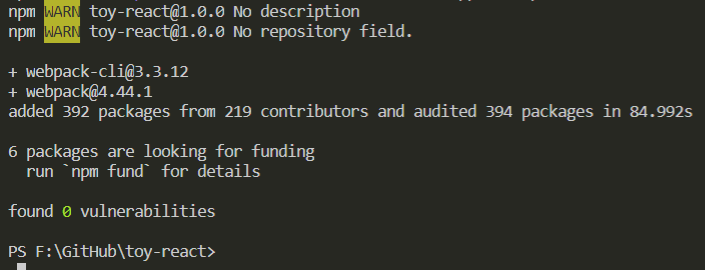 npm WARN toy-react@1.0.0 No description
npm WARN toy-react@1.0.0 No repository field.
+ webpack-cli@3.3.12
+ webpack@4.44.1
added 392 packages from 219 contributors and audited 394 packages in 84.992s
6 packages are looking for funding
run `npm fund` for details
found 0 vulnerabilities
PS F:\GitHub\toy-react>